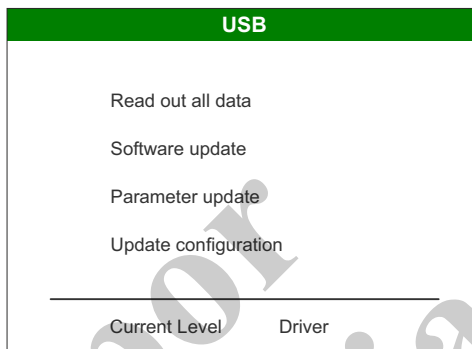 USB
Read out all data
Software update
Parameter update
Update configuration
Current Level Driver